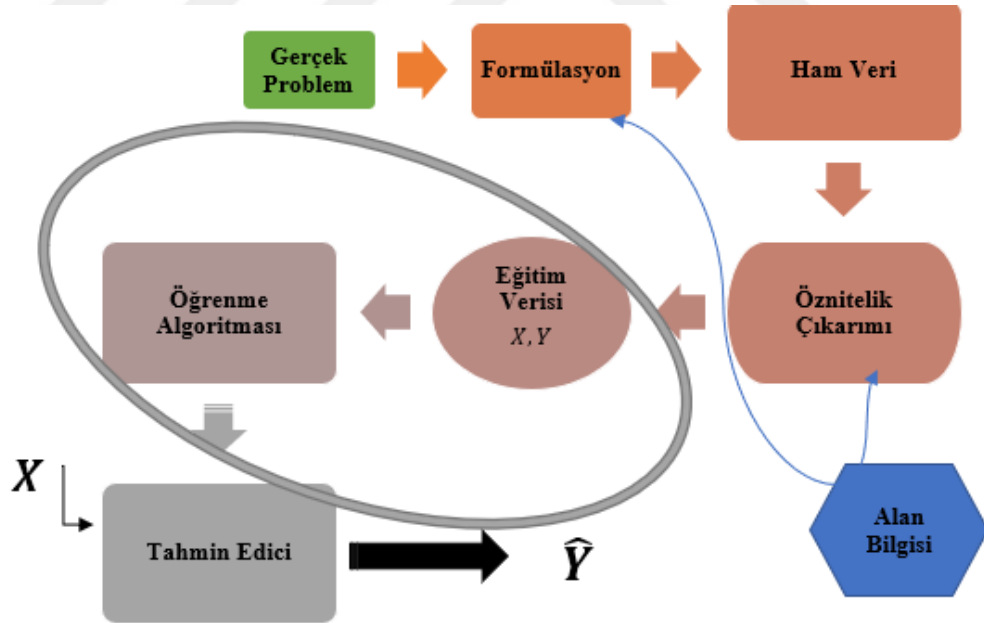 Gerçek
Problem
Formülasyon
Ham Veri
Öğrenme
Algoritması
Eğitim
Verisi
X, Y
Öznitelik
Çıkarımı
X
Tahmin Edici
Ŷ
Alan
Bilgisi